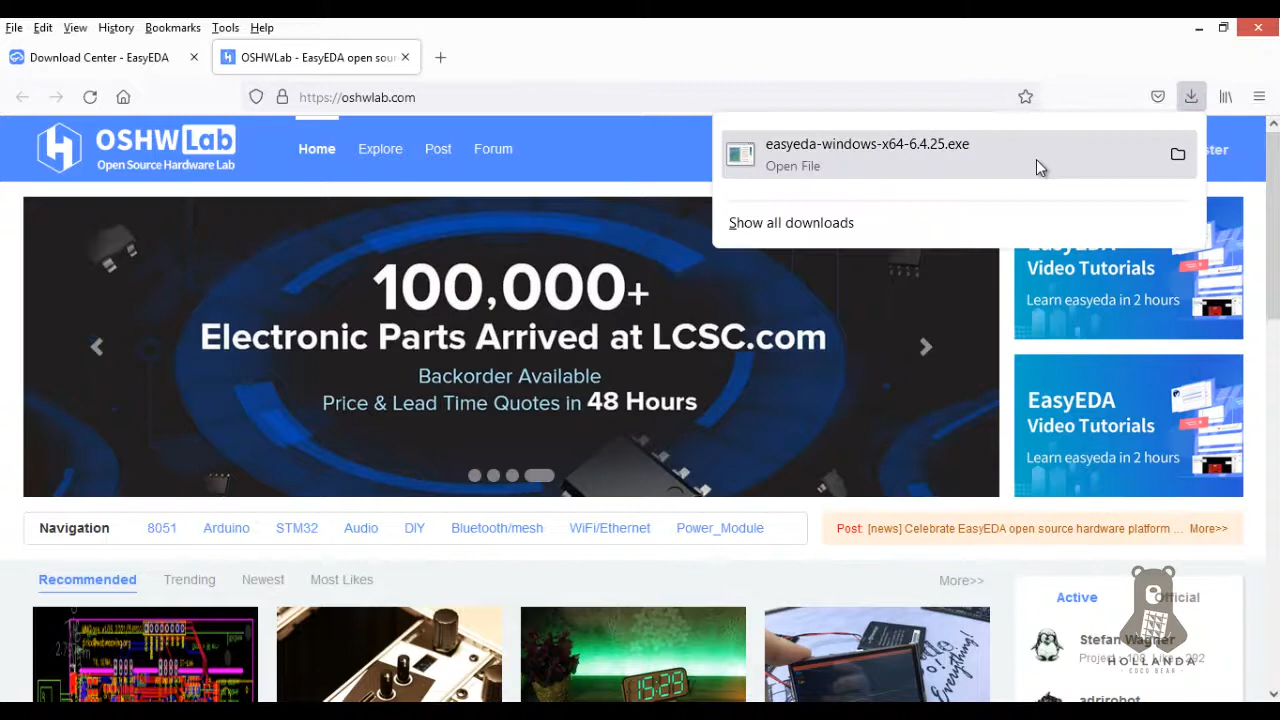 File Edit View History Bookmarks Tools Help
Download Center - EasyEDA
OSHWLab - EasyEDA open sour
https://oshwlab.com
OSHWLab
Open Source Hardware Lab
Home Explore Post Forum
easyeda-windows-x64-6.4.25.exe
Open File
Show all downloads
100,000+
Electronic Parts Arrived at LCSC.com
Backorder Available
Price & Lead Time Quotes in 48 Hours
Video Tutorials
Learn easyeda in 2 hours
EasyEDA
Video Tutorials
Learn easyeda in 2 hours
Navigation 8051 Arduino STM32 Audio DIY Bluetooth/mesh WiFi/Ethernet Power_Module
Post: [news] Celebrate EasyEDA open source hardware platform ... More>>
Recommended Trending Newest Most Likes More>>
Active
Stefan Wagner
HOLLANDA
COCO BEAR
adrirobot
15:29